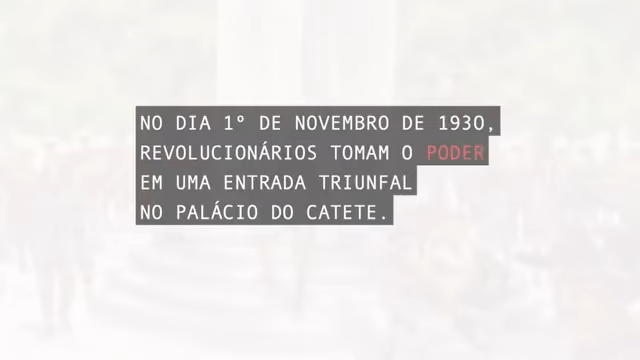 NO DIA 1º DE NOVEMBRO DE 1930,
REVOLUCIONÁRIOS TOMAM O PODER
EM UMA ENTRADA TRIUNFAL
NO PALÁCIO DO CATETE.